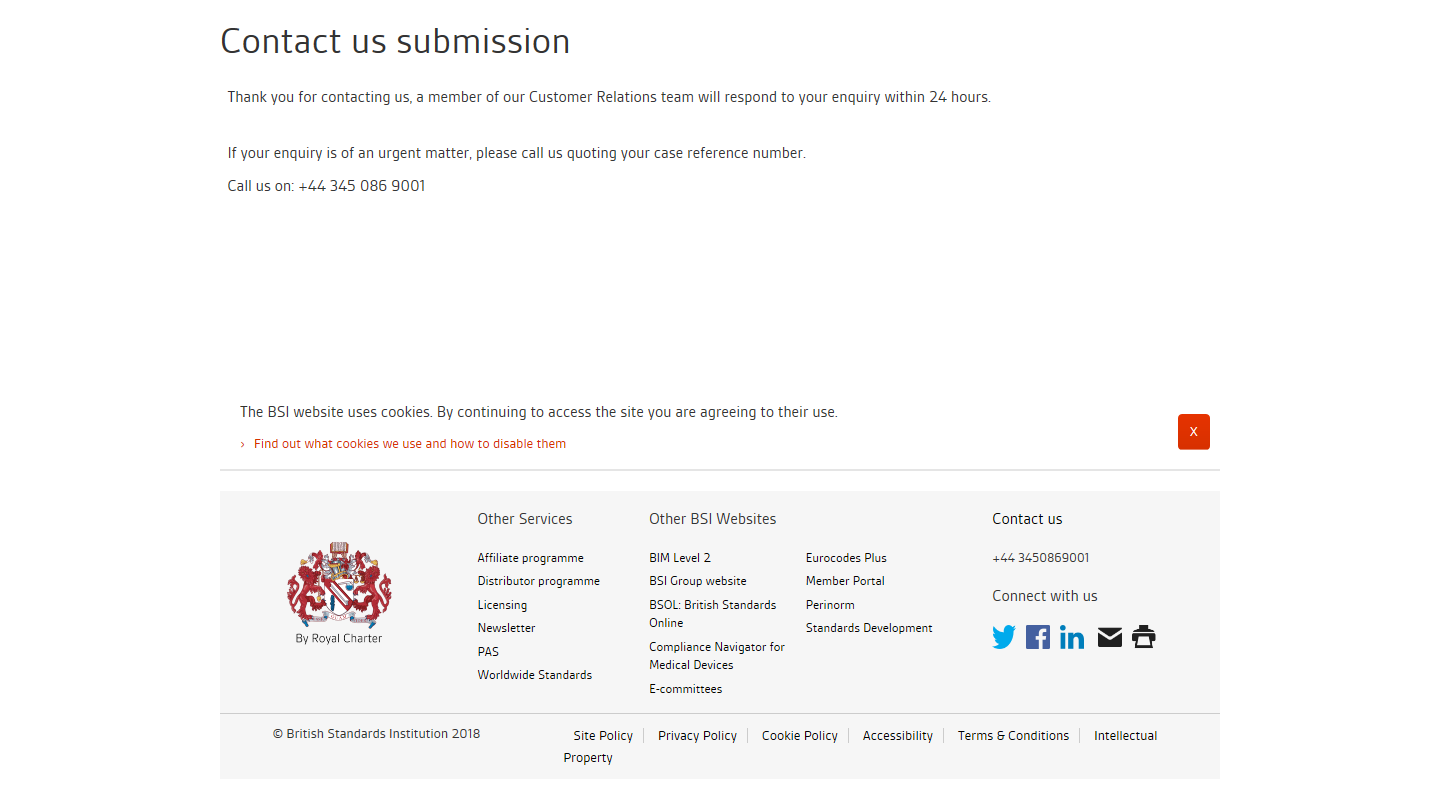 Contact us submission
Thank you for contacting us, a member of our Customer Relations team will respond to your enquiry within 24 hours.
If your enquiry is of an urgent matter, please call us quoting your case reference number.
Call us on: +44 345 086 9001
The BSI website uses cookies. By continuing to access the site you are agreeing to their use.
› Find out what cookies we use and how to disable them
X
By Royal Charter
Other Services
Affiliate programme
Distributor programme
Licensing
Newsletter
PAS
Worldwide Standards
Other BSI Websites
BIM Level 2
BSI Group website
BSOL: British Standards
Online
Compliance Navigator for
Medical Devices
E-committees
Eurocodes Plus
Member Portal
Perinorm
Standards Development
Contact us
+44 3450869001
Connect with us
© British Standards Institution 2018
Site Policy Privacy Policy Cookie Policy Accessibility Terms & Conditions Intellectual
Property